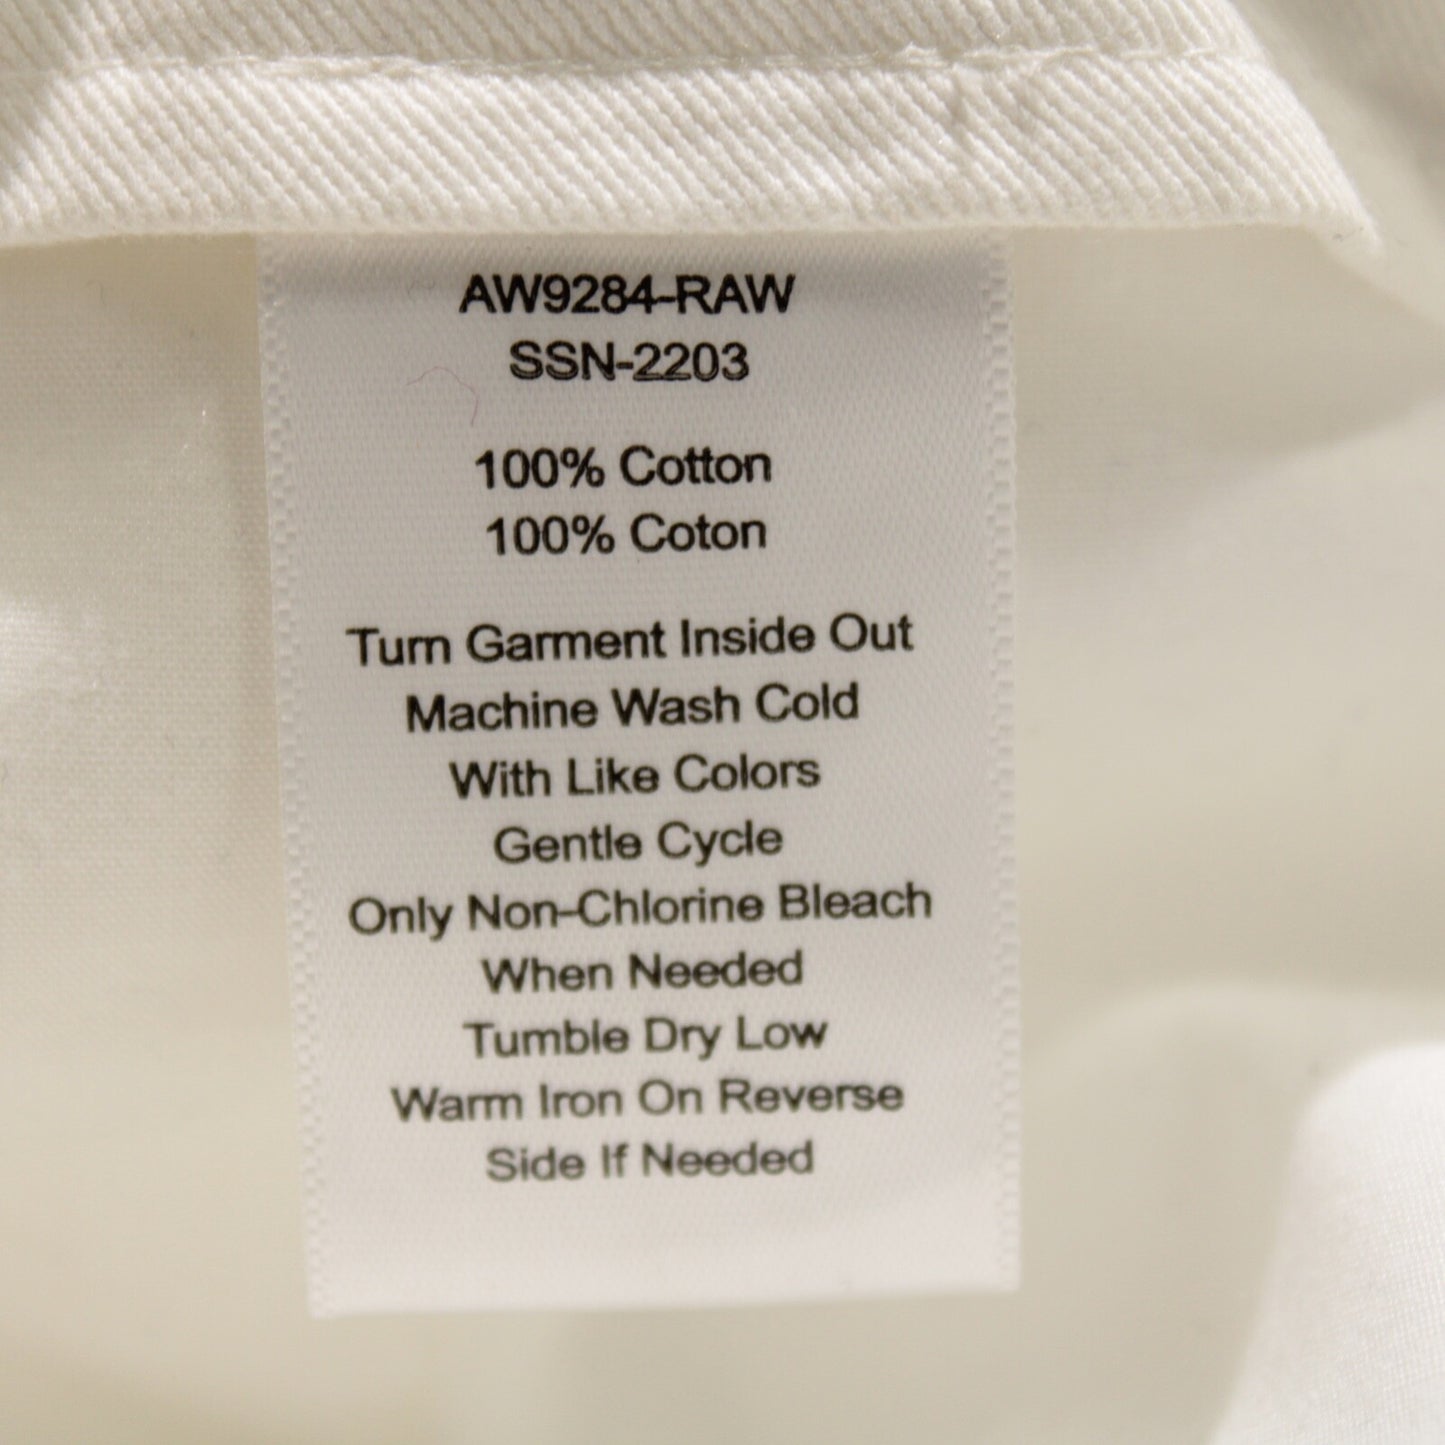 AW9284-RAW
SSN-2203
100% Cotton
100% Coton
Turn Garment Inside Out
Machine Wash Cold
With Like Colors
Gentle Cycle
Only Non-Chlorine Bleach
When Needed
Tumble Dry Low
Warm Iron On Reverse
Side If Needed